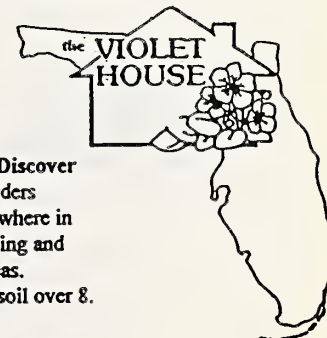 the VIOLET
HOUSE
Discover
ders
where in
ing and
as.
soil over 8.